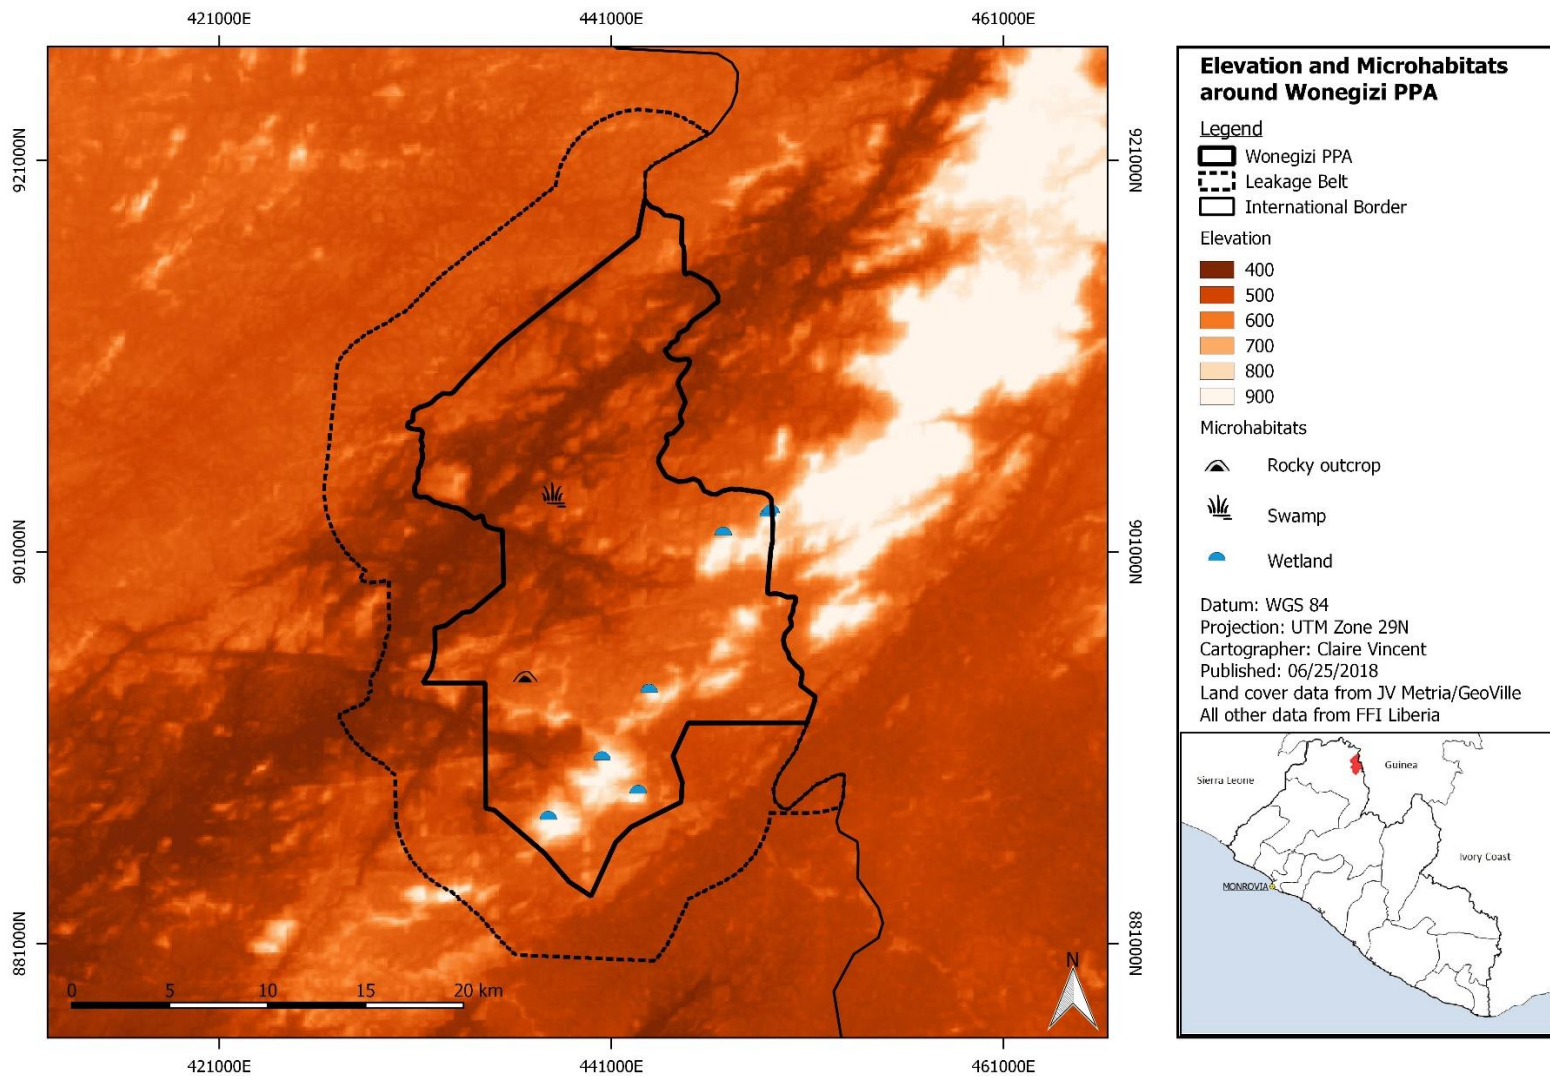 421000E
441000E
461000E
921000N
901000N
881000N
921000N
901000N
881000N
0 5 10 15 20 km
N
421000E
441000E
461000E
Elevation and Microhabitats
around Wonegizi PPA
Legend
Wonegizi PPA
Leakage Belt
International Border
Elevation
400
500
600
700
800
900
Microhabitats
Rocky outcrop
Swamp
Wetland
Datum: WGS 84
Projection: UTM Zone 29N
Cartographer: Claire Vincent
Published: 06/25/2018
Land cover data from JV Metria/GeoVille
All other data from FFI Liberia
Sierra Leone
Guinea
Ivory Coast
MONROVIA